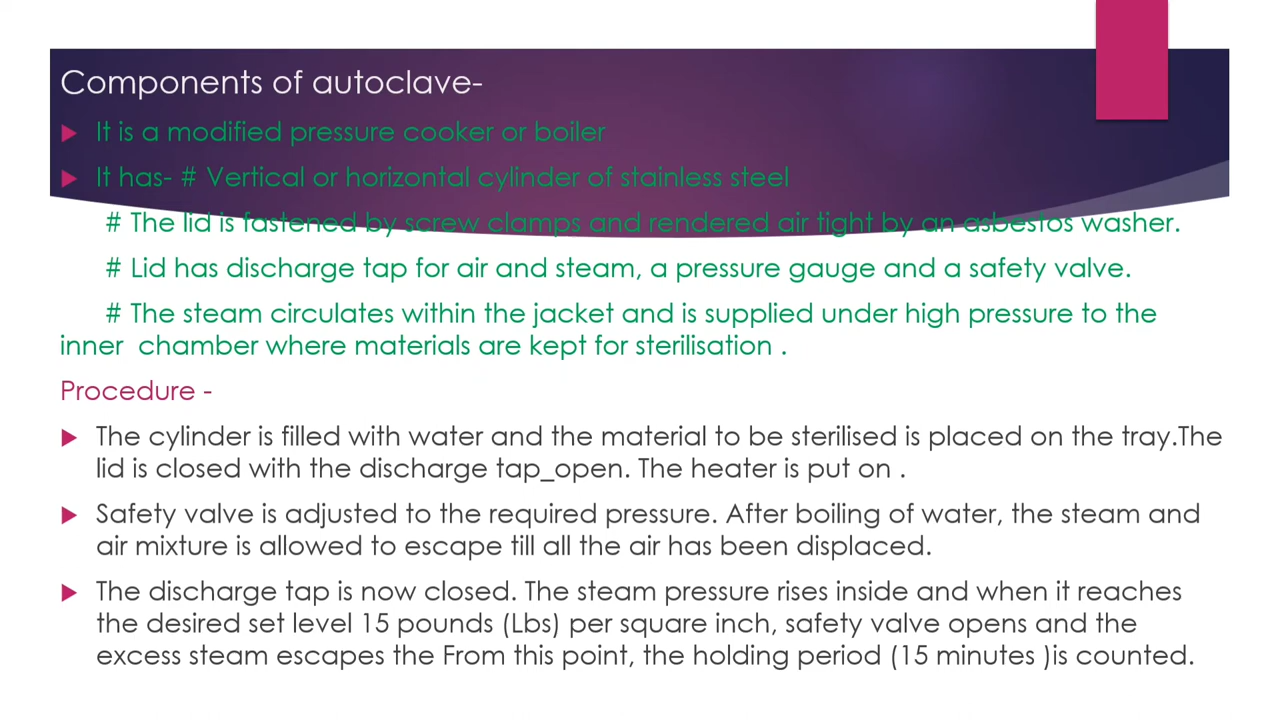 Components of autoclave-
It is a modified pressure cooker or boiler
It has- # Vertical or horizontal cylinder of stainless steel
# The lid is fastened by screw clamps and rendered air tight by an asbestos washer.
# Lid has discharge tap for air and steam, a pressure gauge and a safety valve.
# The steam circulates within the jacket and is supplied under high pressure to the
inner chamber where materials are kept for sterilisation .
Procedure -
The cylinder is filled with water and the material to be sterilised is placed on the tray.The
lid is closed with the discharge tap_open. The heater is put on .
Safety valve is adjusted to the required pressure. After boiling of water, the steam and
air mixture is allowed to escape till all the air has been displaced.
The discharge tap is now closed. The steam pressure rises inside and when it reaches
the desired set level 15 pounds (Lbs) per square inch, safety valve opens and the
excess steam escapes the From this point, the holding period (15 minutes )is counted.